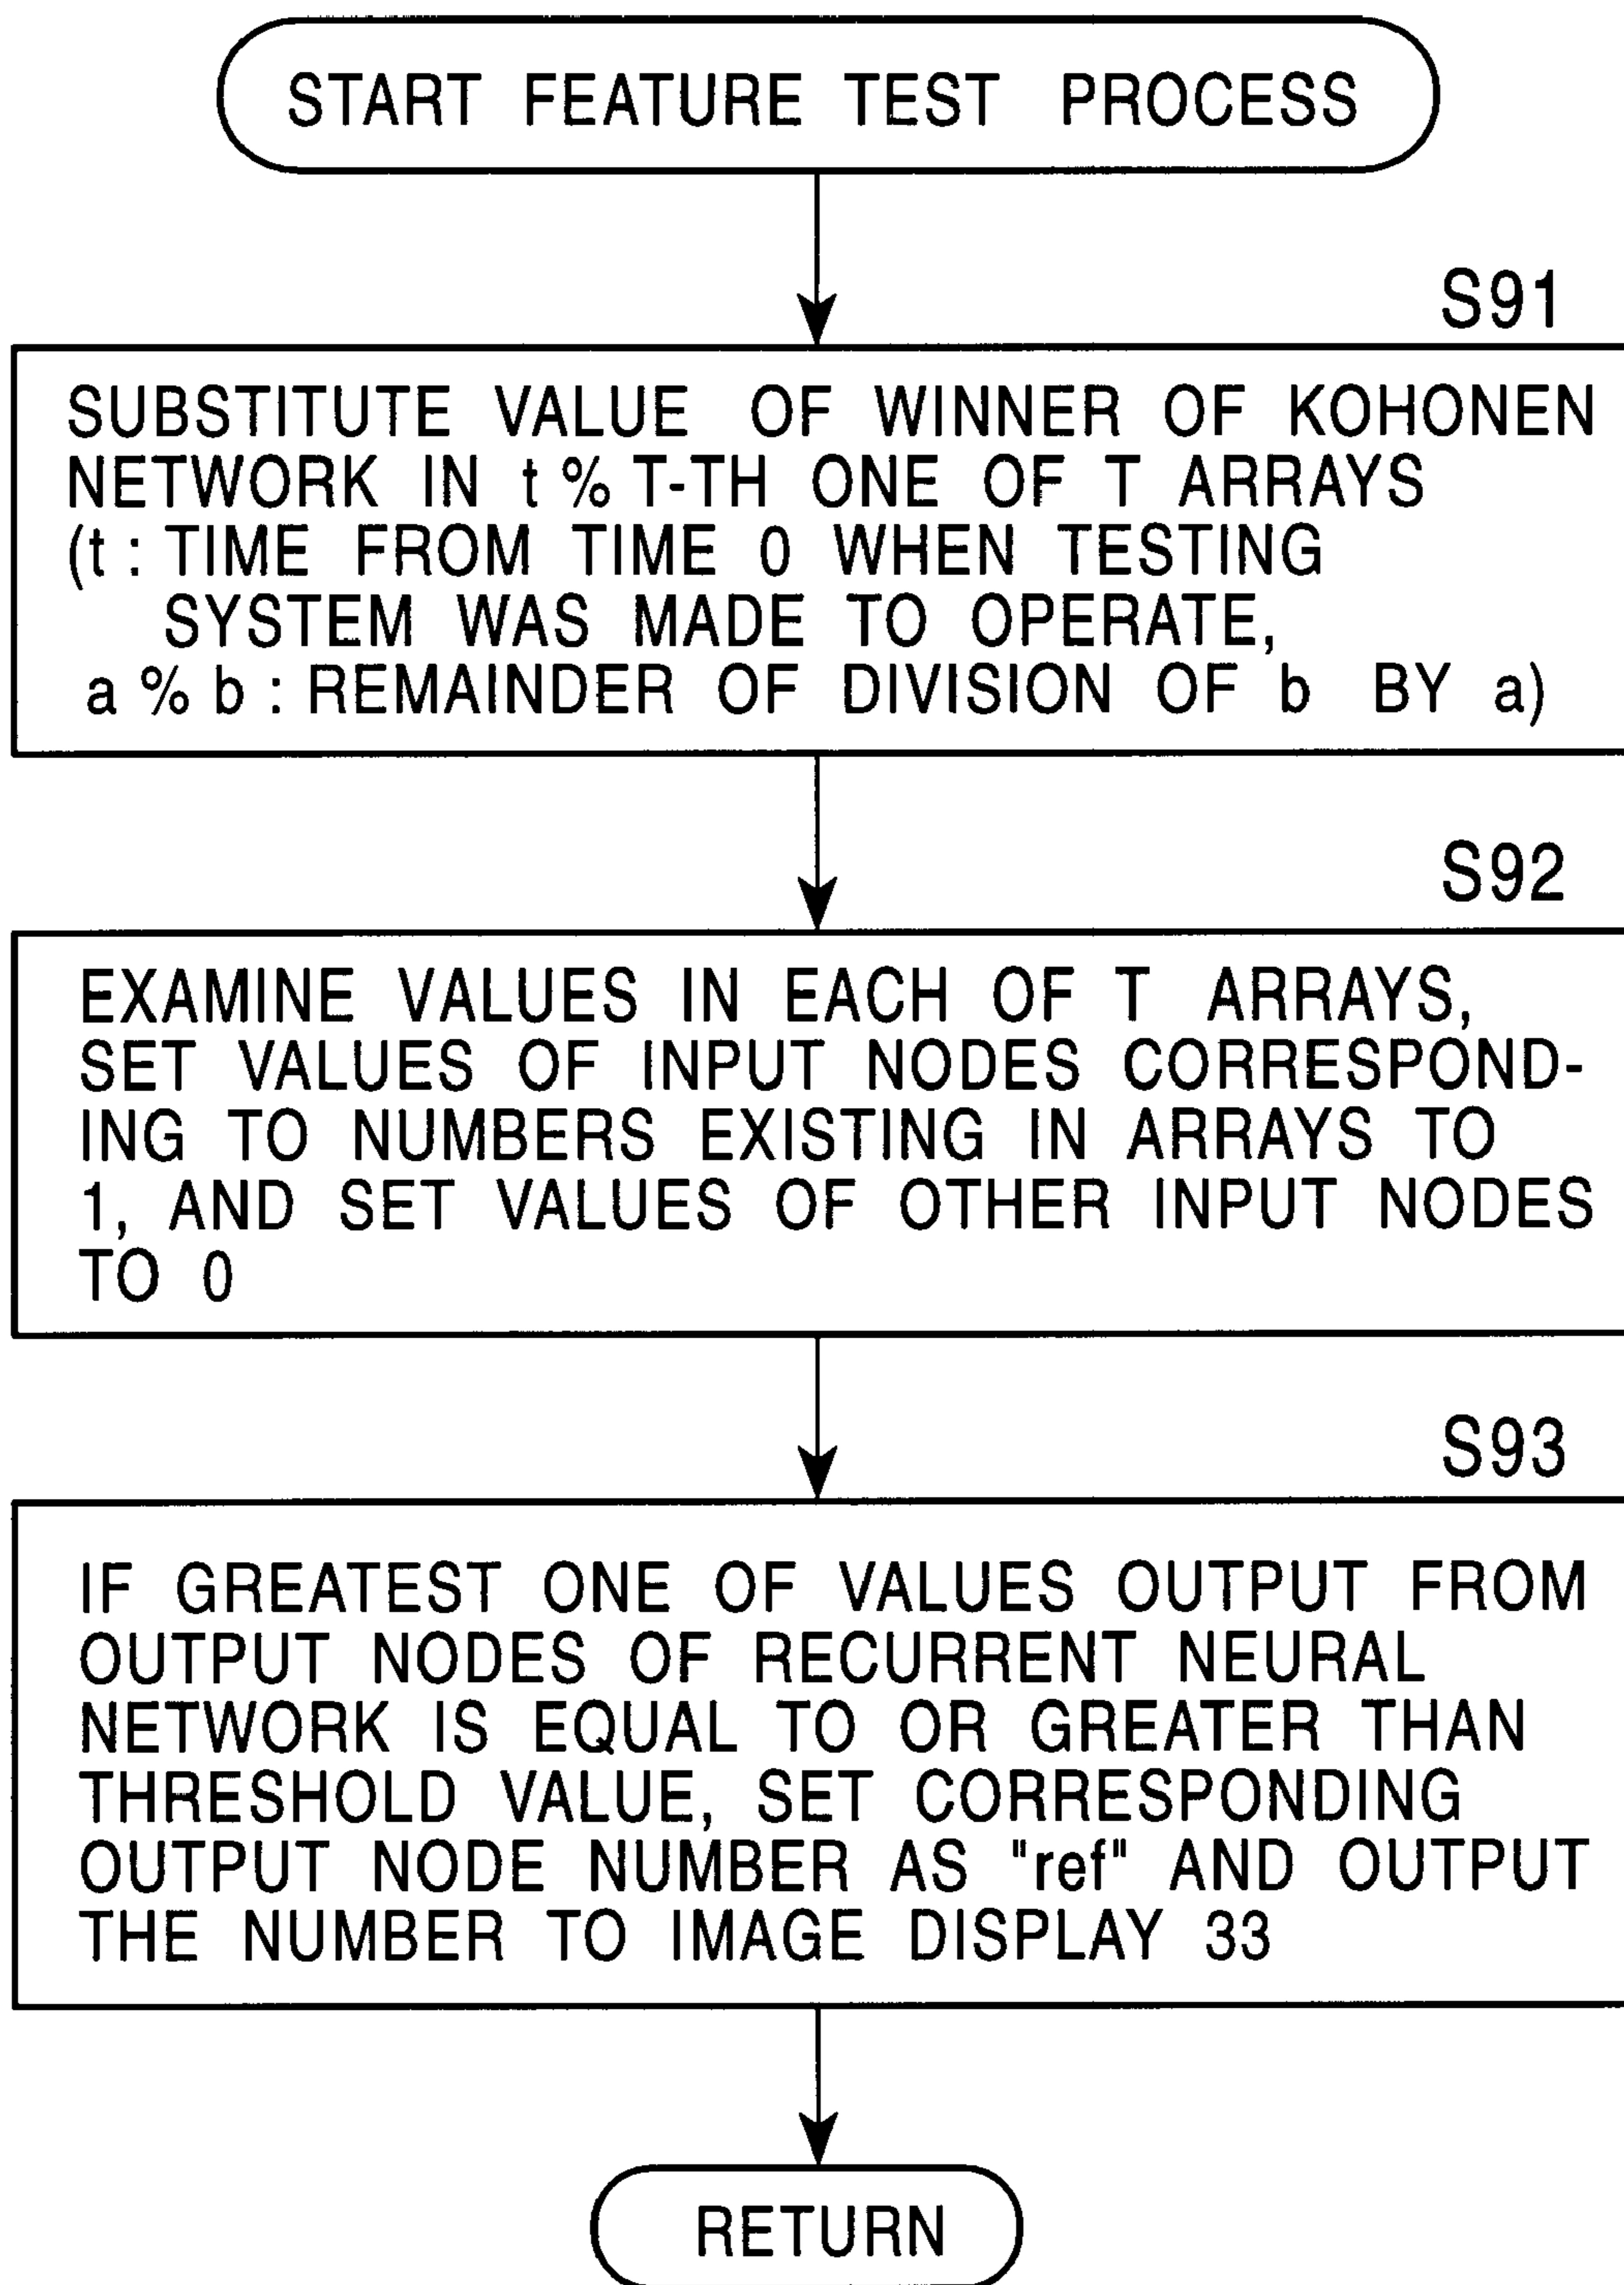 START FEATURE TEST PROCESS
S91
SUBSTITUTE VALUE OF WINNER OF KOHONEN
NETWORK IN t % T-TH ONE OF T ARRAYS
(t : TIME FROM TIME 0 WHEN TESTING
SYSTEM WAS MADE TO OPERATE,
a % b : REMAINDER OF DIVISION OF b BY a)
S92
EXAMINE VALUES IN EACH OF T ARRAYS,
SET VALUES OF INPUT NODES CORRESPOND-
ING TO NUMBERS EXISTING IN ARRAYS TO
1, AND SET VALUES OF OTHER INPUT NODES
TO 0
S93
IF GREATEST ONE OF VALUES OUTPUT FROM
OUTPUT NODES OF RECURRENT NEURAL
NETWORK IS EQUAL TO OR GREATER THAN
THRESHOLD VALUE, SET CORRESPONDING
OUTPUT NODE NUMBER AS "ref" AND OUTPUT
THE NUMBER TO IMAGE DISPLAY 33
RETURN